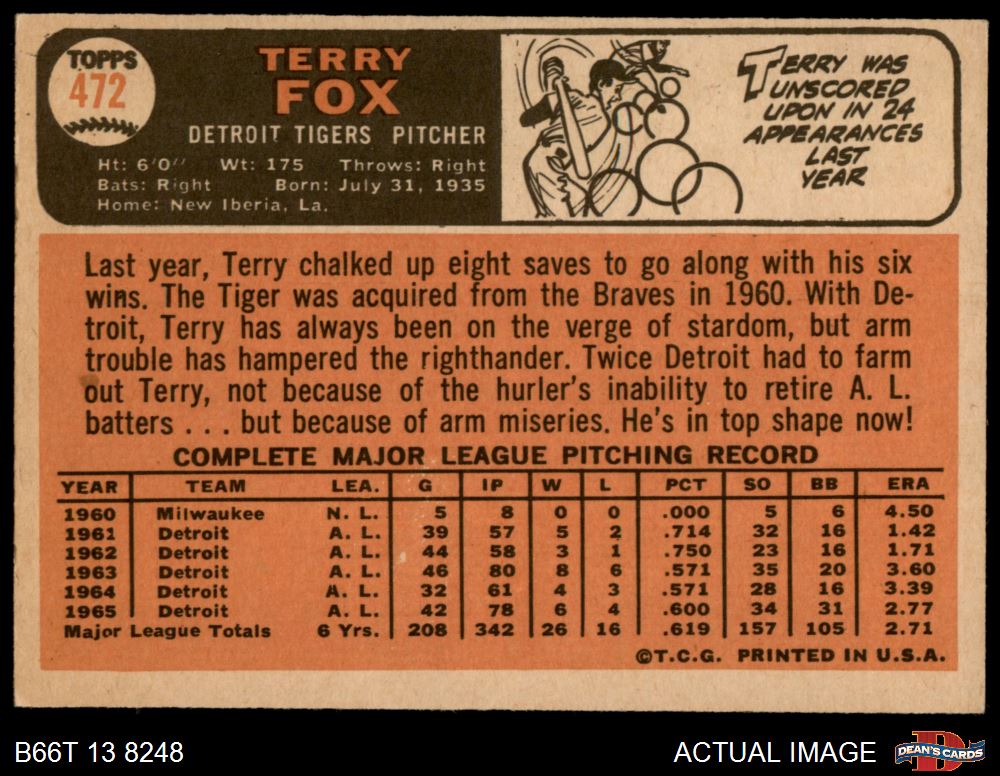 TOPPS
472
TERRY
FOX
DETROIT TIGERS PITCHER
Ht: 6'0" Wt: 175 Throws: Right
Bats: Right Born: July 31, 1935
Home: New Iberia, La.
TERRY WAS
UNSCORED
UPON IN 24
APPEARANCES
LAST
YEAR
Last year, Terry chalked up eight saves to go along with his six
wins. The Tiger was acquired from the Braves in 1960. With De-
troit, Terry has always been on the verge of stardom, but arm
trouble has hampered the righthander. Twice Detroit had to farm
out Terry, not because of the hurler's inability to retire A. L.
batters . . . but because of arm miseries. He's in top shape now!
COMPLETE MAJOR LEAGUE PITCHING RECORD
YEAR TEAM LEA. G IP W L PCT SO BB ERA
1960 Milwaukee N. L. 5 8 0 0 .000 5 6 4.50
1961 Detroit A. L. 39 57 5 2 .714 32 16 1.42
1962 Detroit A. L. 44 58 3 1 .750 23 16 1.71
1963 Detroit A. L. 46 80 8 6 .571 35 20 3.60
1964 Detroit A. L. 32 61 4 3 .571 28 16 3.39
1965 Detroit A. L. 42 78 6 4 .600 34 31 2.77
Major League Totals 6 Yrs. 208 342 26 16 .619 157 105 2.71
©T.C.G. PRINTED IN U.S.A.
B66T 13 8248
ACTUAL IMAGE
D
DEAN'S CARDS